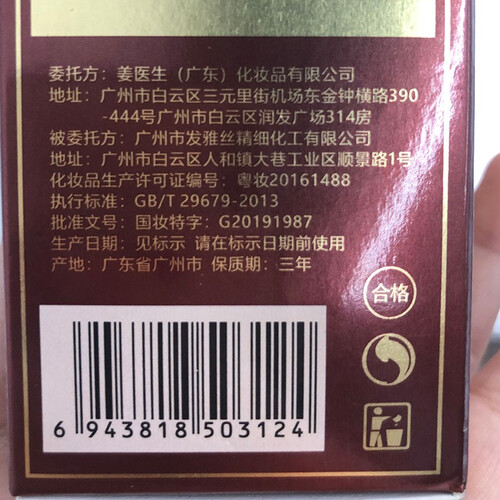 委托方：姜医生（广东）化妆品有限公司
地址：广州市白云区三元里街机场东金钟横路390
-444号广州市白云区润发广场314房
被委托方：广州市发雅丝精细化工有限公司
地址：广州市白云区人和镇大巷工业区顺景路1号
化妆品生产许可证编号：粤妆20161488
执行标准：GB/T 29679-2013
批准文号：国妆特字：G20191987
生产日期：见标示 请在标示日期前使用
产地：广东省广州市 保质期：三年
合格
6 943818 503124